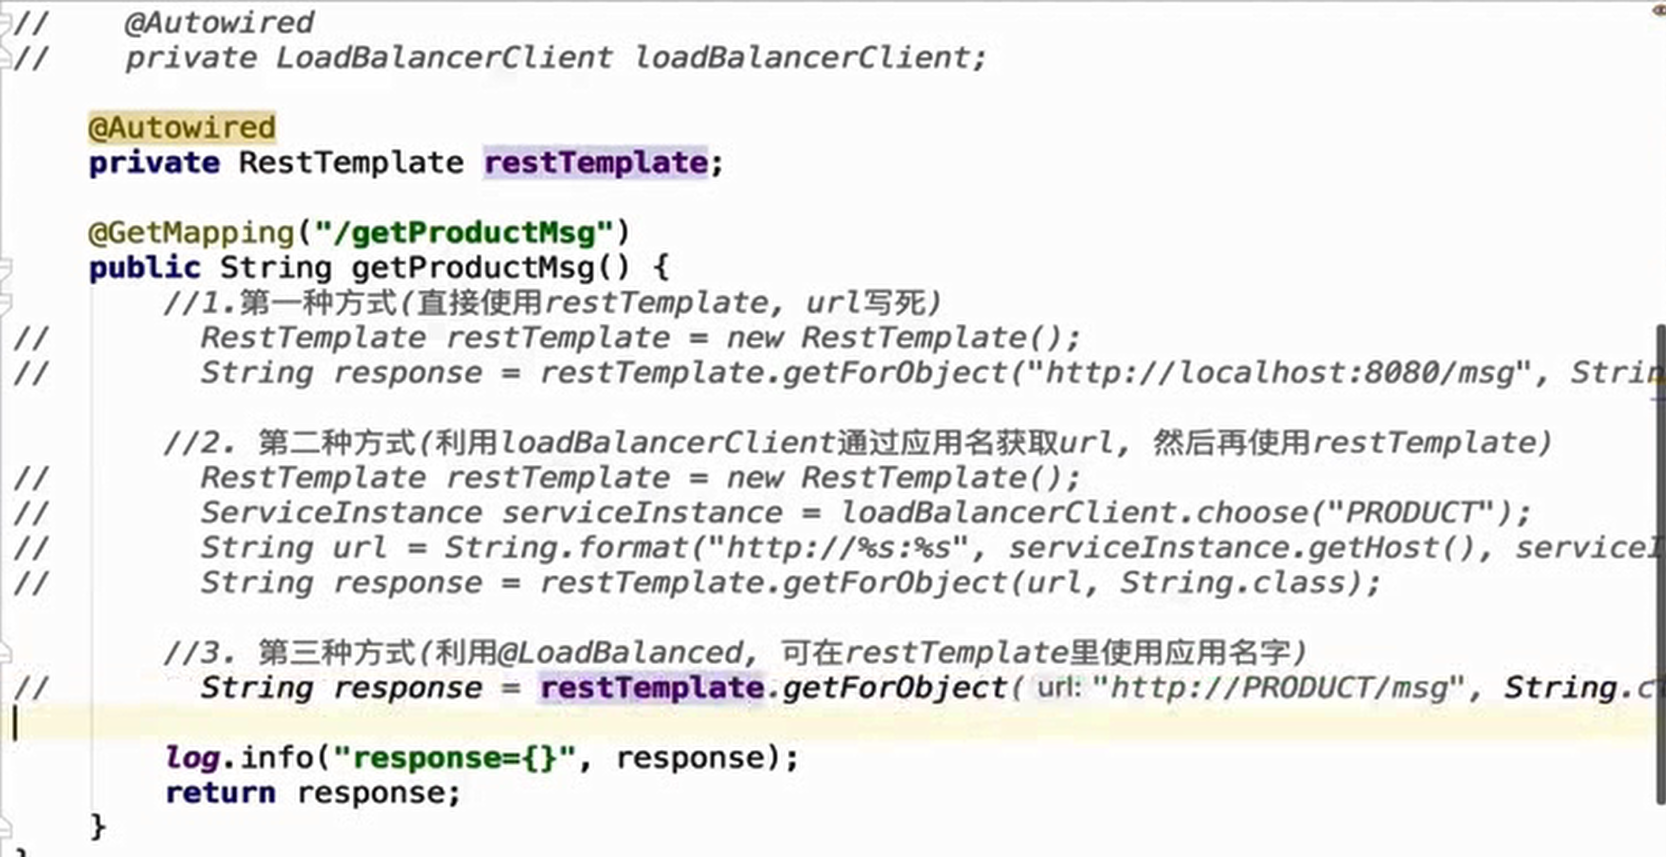 //    @Autowired
//    private LoadBalancerClient loadBalancerClient;
@Autowired
private RestTemplate restTemplate;
@GetMapping("/getProductMsg")
public String getProductMsg() {
//1.第一种方式(直接使用restTemplate, url写死)
//        RestTemplate restTemplate = new RestTemplate();
//        String response = restTemplate.getForObject("http://localhost:8080/msg", Strin
//2. 第二种方式(利用loadBalancerClient通过应用名获取url, 然后再使用restTemplate)
//        RestTemplate restTemplate = new RestTemplate();
//        ServiceInstance serviceInstance = loadBalancerClient.choose("PRODUCT");
//        String url = String.format("http://%s:%s", serviceInstance.getHost(), serviceI
//        String response = restTemplate.getForObject(url, String.class);
//3. 第三种方式(利用@LoadBalanced, 可在restTemplate里使用应用名字)
//        String response = restTemplate.getForObject( url: "http://PRODUCT/msg", String.c
log.info("response={}", response);
return response;
}
}